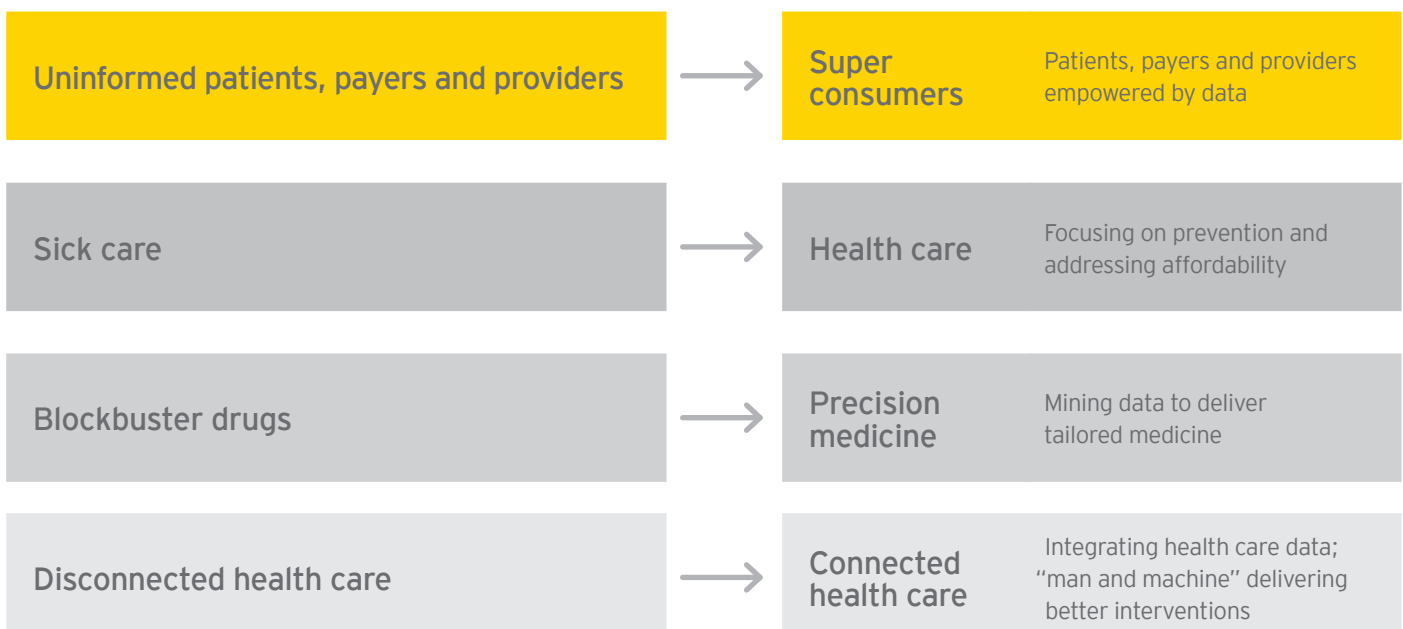 Uninformed patients, payers and providers
Super
consumers
Patients, payers and providers
empowered by data
Sick care
Health care
Focusing on prevention and
addressing affordability
Blockbuster drugs
Precision
medicine
Mining data to deliver
tailored medicine
Disconnected health care
Connected
health care
Integrating health care data;
“man and machine” delivering
better interventions